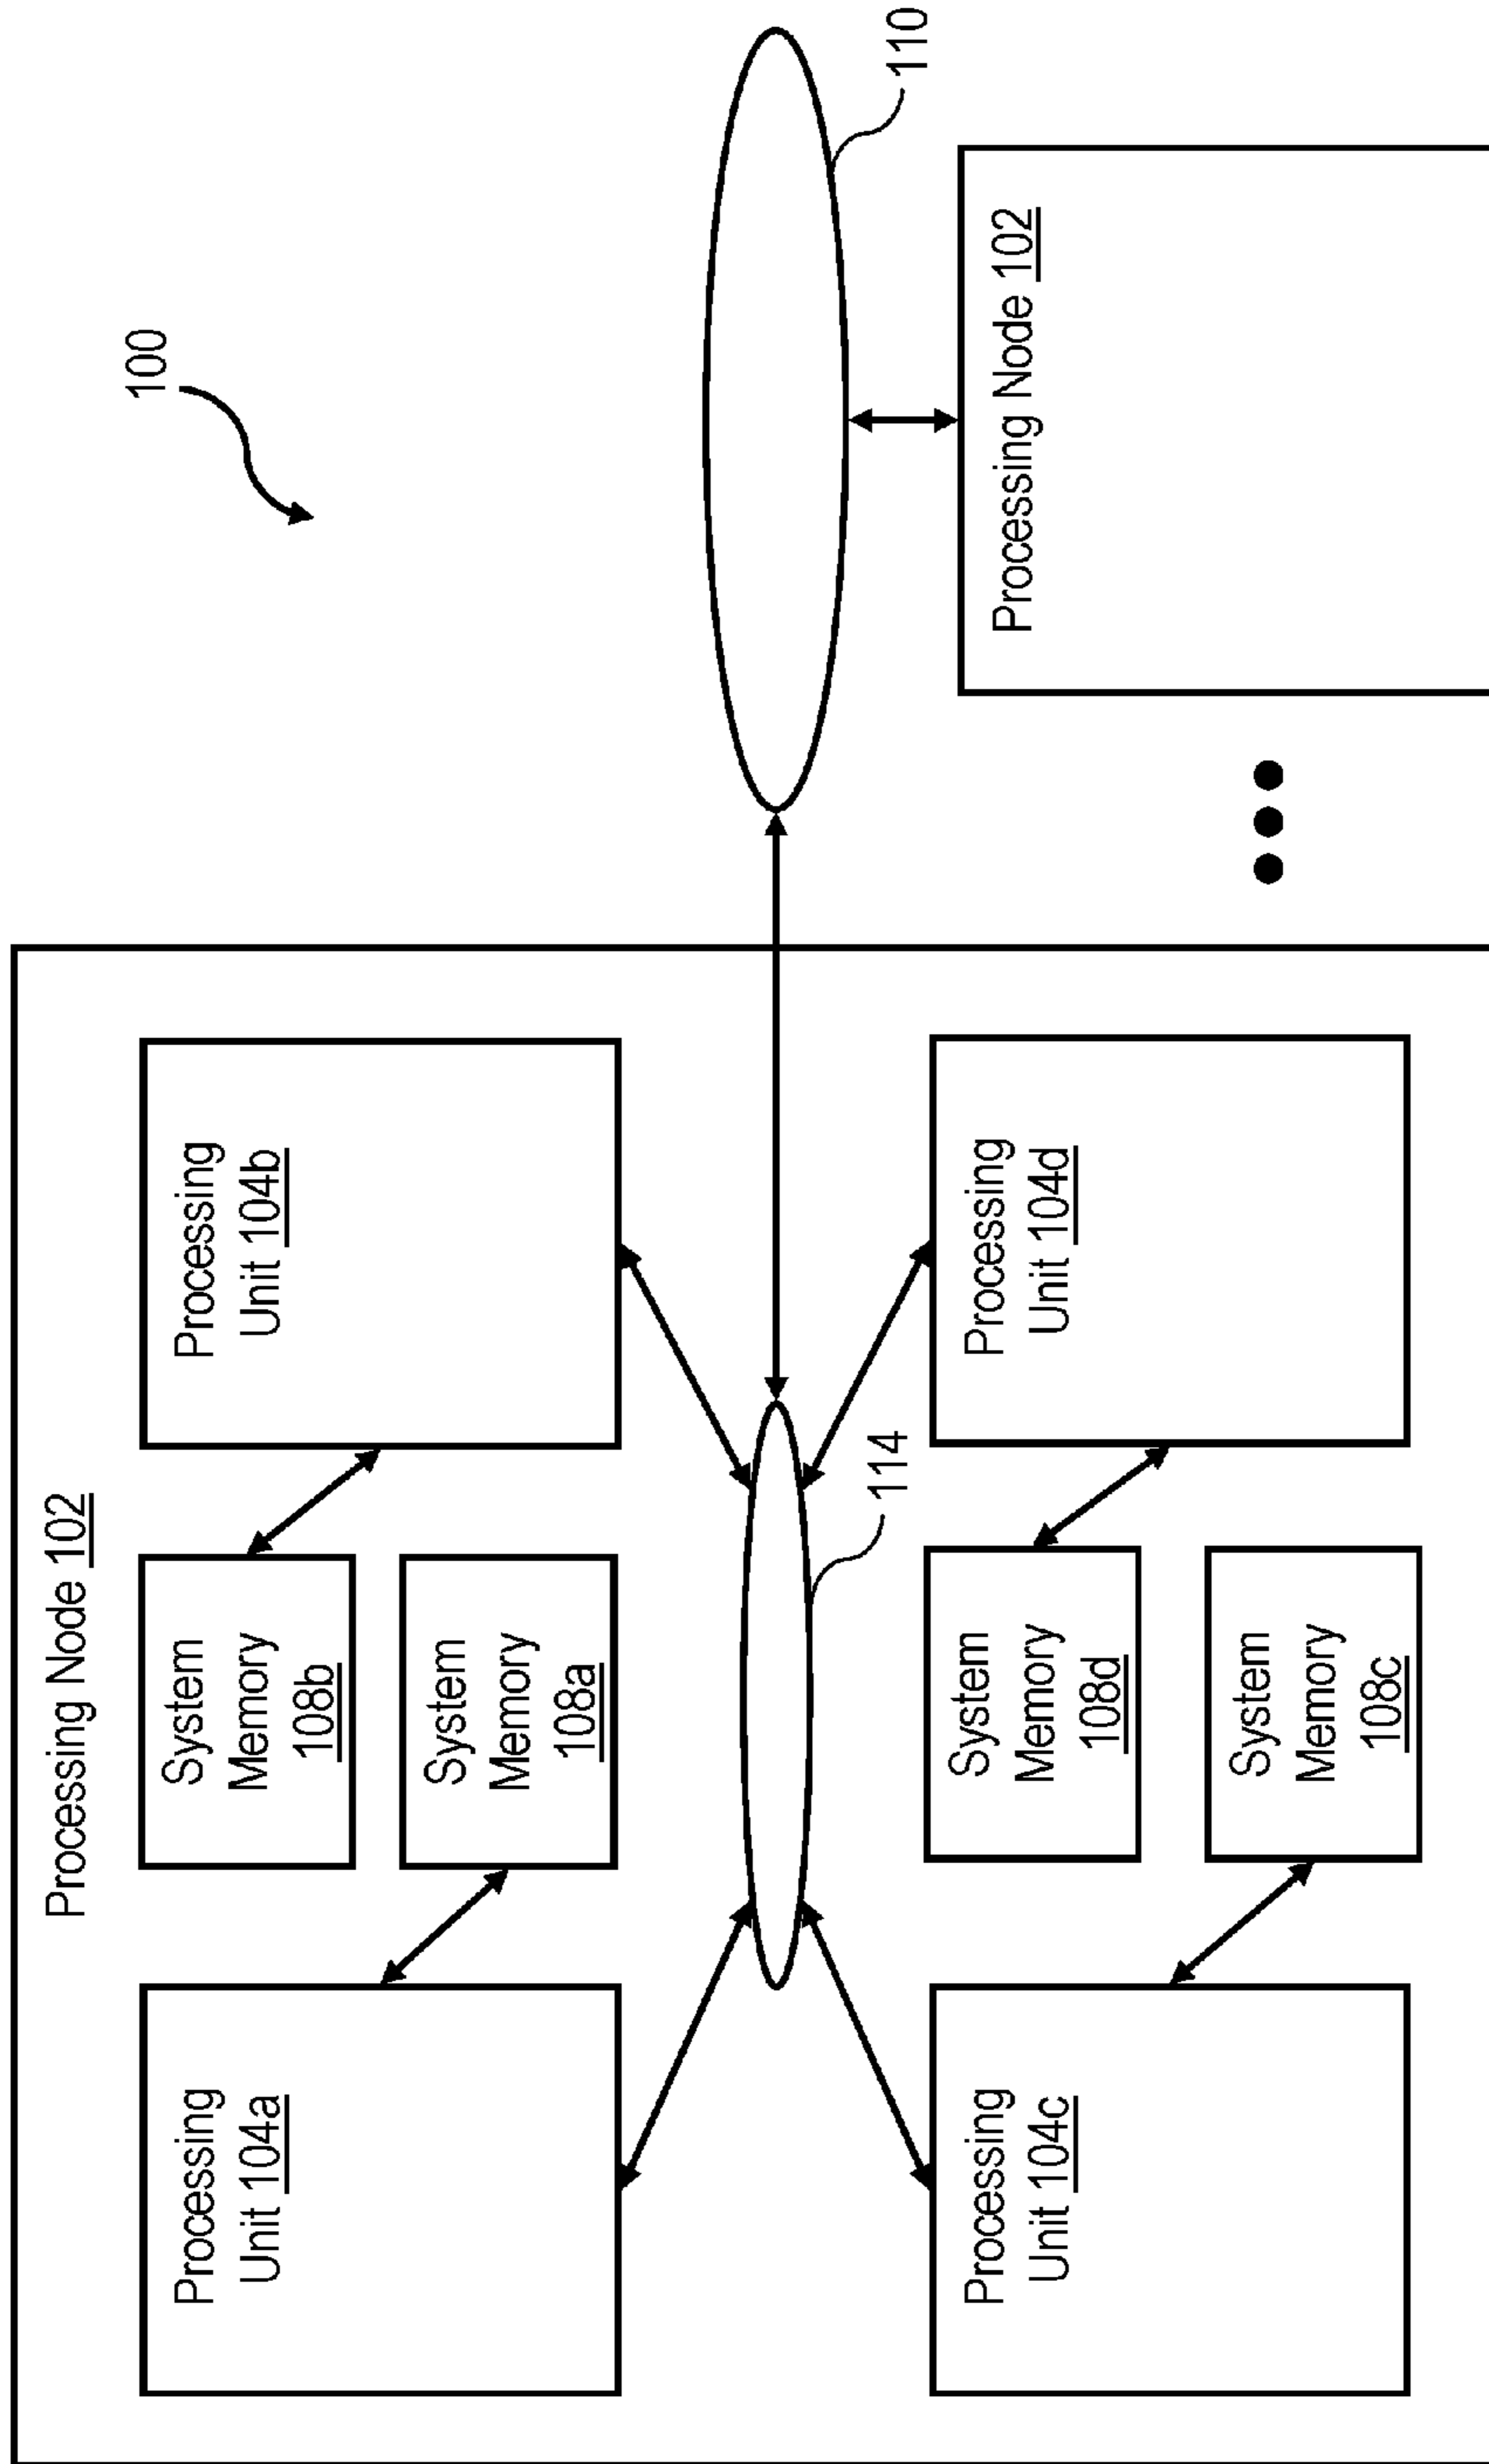 100
Processing Node 102
Processing
Unit 104a
System
Memory
108b
System
Memory
108a
Processing
Unit 104b
114
110
Processing
Unit 104c
System
Memory
108d
System
Memory
108c
Processing
Unit 104d
Processing Node 102